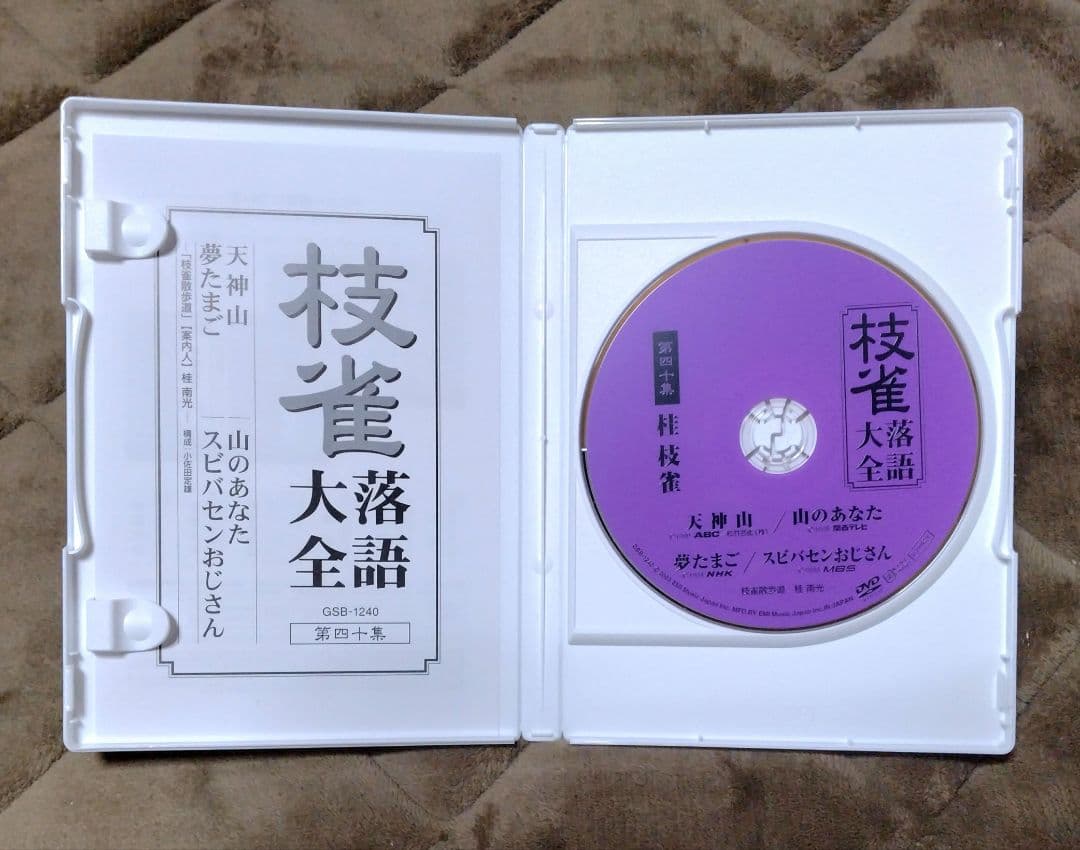 枝雀
落語
大全
GSB-1240
第四十集
天神山
山のあなた
夢たまご
スビバセンおじさん
「枝雀散歩道」【案内人】桂 南光
構成・小佐田定雄
枝雀
落語
大全
第四十集
桂枝雀
天神山/山のあなた
ABC
関西テレビ
夢たまご/スビバセンおじさん
NHK
MBS
枝雀散歩道 桂 南光
DVD